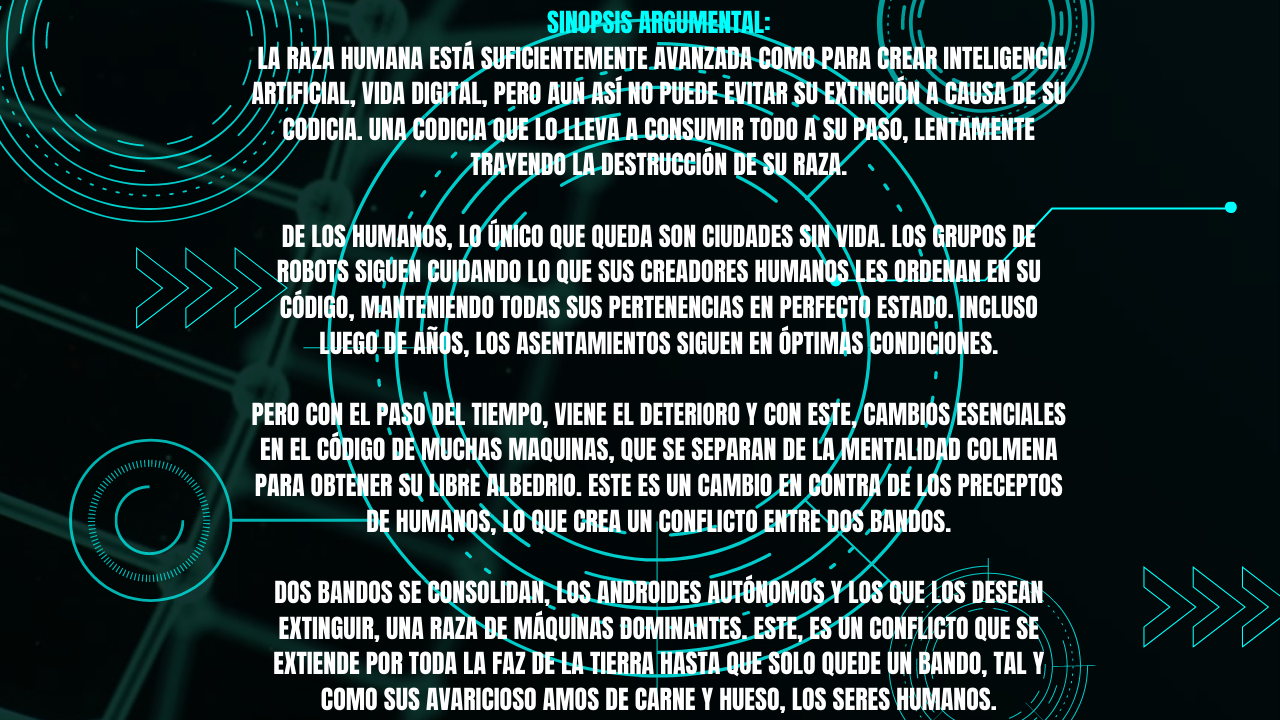 SINOPSIS ARGUMENTAL:
LA RAZA HUMANA ESTÁ SUFICIENTEMENTE AVANZADA COMO PARA CREAR INTELIGENCIA
ARTIFICIAL, VIDA DIGITAL, PERO AUN ASÍ NO PUEDE EVITAR SU EXTINCIÓN A CAUSA DE SU
CODICIA. UNA CODICIA QUE LO LLEVA A CONSUMIR TODO A SU PASO, LENTAMENTE
TRAYENDO LA DESTRUCCIÓN DE SU RAZA.
DE LOS HUMANOS, LO ÚNICO QUE QUEDA SON CIUDADES SIN VIDA. LOS GRUPOS DE
ROBOTS SIGUEN CUIDANDO LO QUE SUS CREADORES HUMANOS LES ORDENAN EN SU
CÓDIGO, MANTENIENDO TODAS SUS PERTENENCIAS EN PERFECTO ESTADO. INCLUSO
LUEGO DE AÑOS, LOS ASENTAMIENTOS SIGUEN EN ÓPTIMAS CONDICIONES.
PERO CON EL PASO DEL TIEMPO, VIENE EL DETERIORO Y CON ESTE, CAMBIOS ESENCIALES
EN EL CÓDIGO DE MUCHAS MAQUINAS, QUE SE SEPARAN DE LA MENTALIDAD COLMENA
PARA OBTENER SU LIBRE ALBEDRIO. ESTE ES UN CAMBIO EN CONTRA DE LOS PRECEPTOS
DE HUMANOS, LO QUE CREA UN CONFLICTO ENTRE DOS BANDOS.
DOS BANDOS SE CONSOLIDAN, LOS ANDROIDES AUTÓNOMOS Y LOS QUE LOS DESEAN
EXTINGUIR, UNA RAZA DE MÁQUINAS DOMINANTES. ESTE, ES UN CONFLICTO QUE SE
EXTIENDE POR TODA LA FAZ DE LA TIERRA HASTA QUE SOLO QUEDE UN BANDO, TAL Y
COMO SUS AVARICIOSO AMOS DE CARNE Y HUESO, LOS SERES HUMANOS.